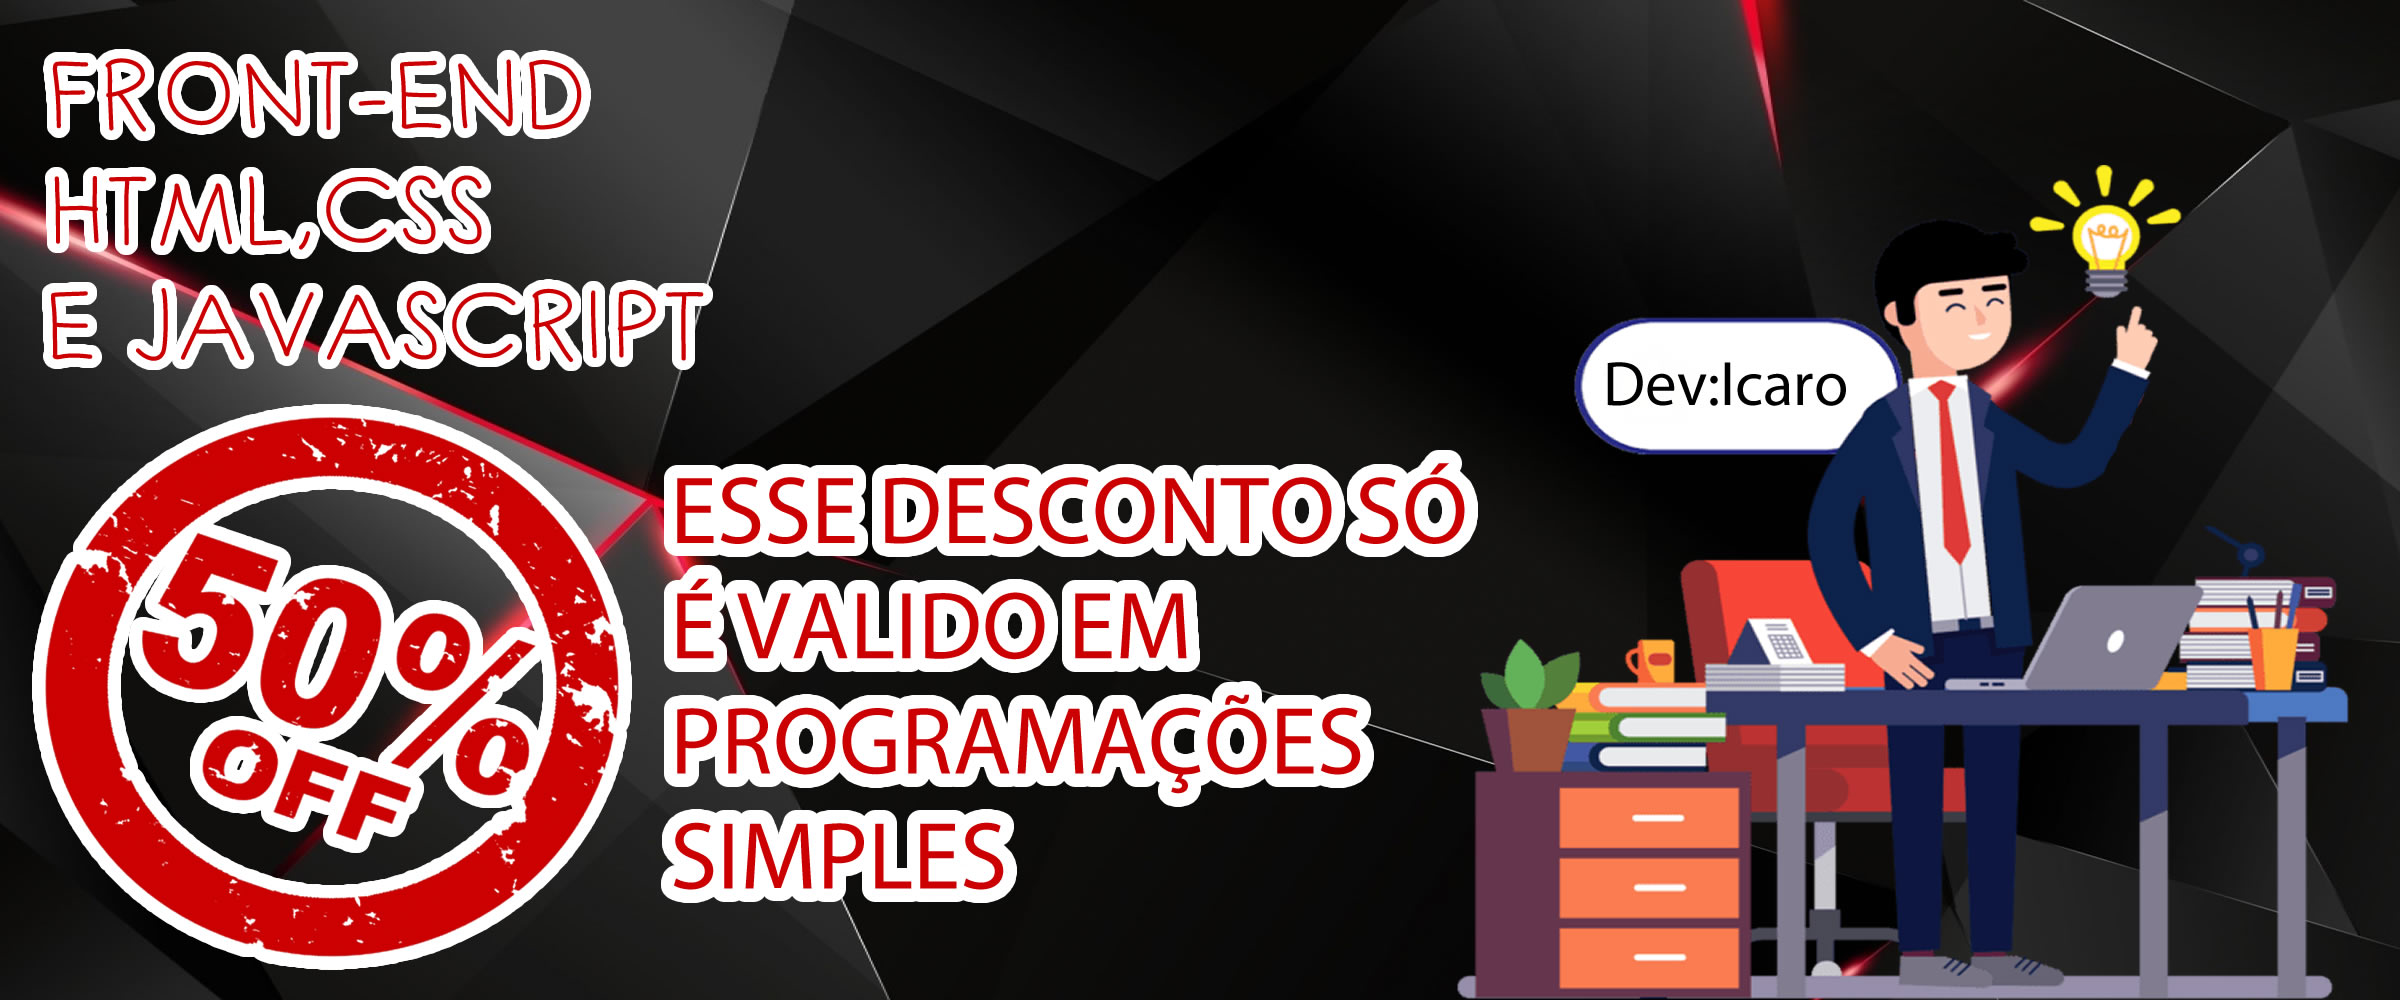 FRONT-END
HTML,CSS
E JAVASCRIPT
50%
OFF
ESSE DESCONTO SÓ
É VALIDO EM
PROGRAMAÇÕES
SIMPLES
Dev:Icaro